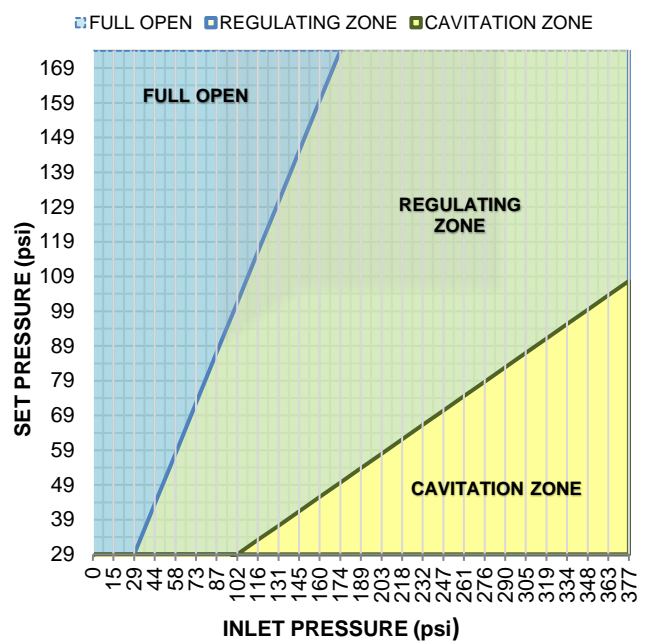 FULL OPEN REGULATING ZONE CAVITATION ZONE
169
159
149
139
129
119
109
99
89
79
69
59
49
39
29
SET PRESSURE (psi)
FULL OPEN
REGULATING
ZONE
CAVITATION ZONE
0 15 29 44 58 73 87 102 116 131 145 160 174 189 203 218 232 247 261 276 290 305 319 334 348 363 377
INLET PRESSURE (psi)